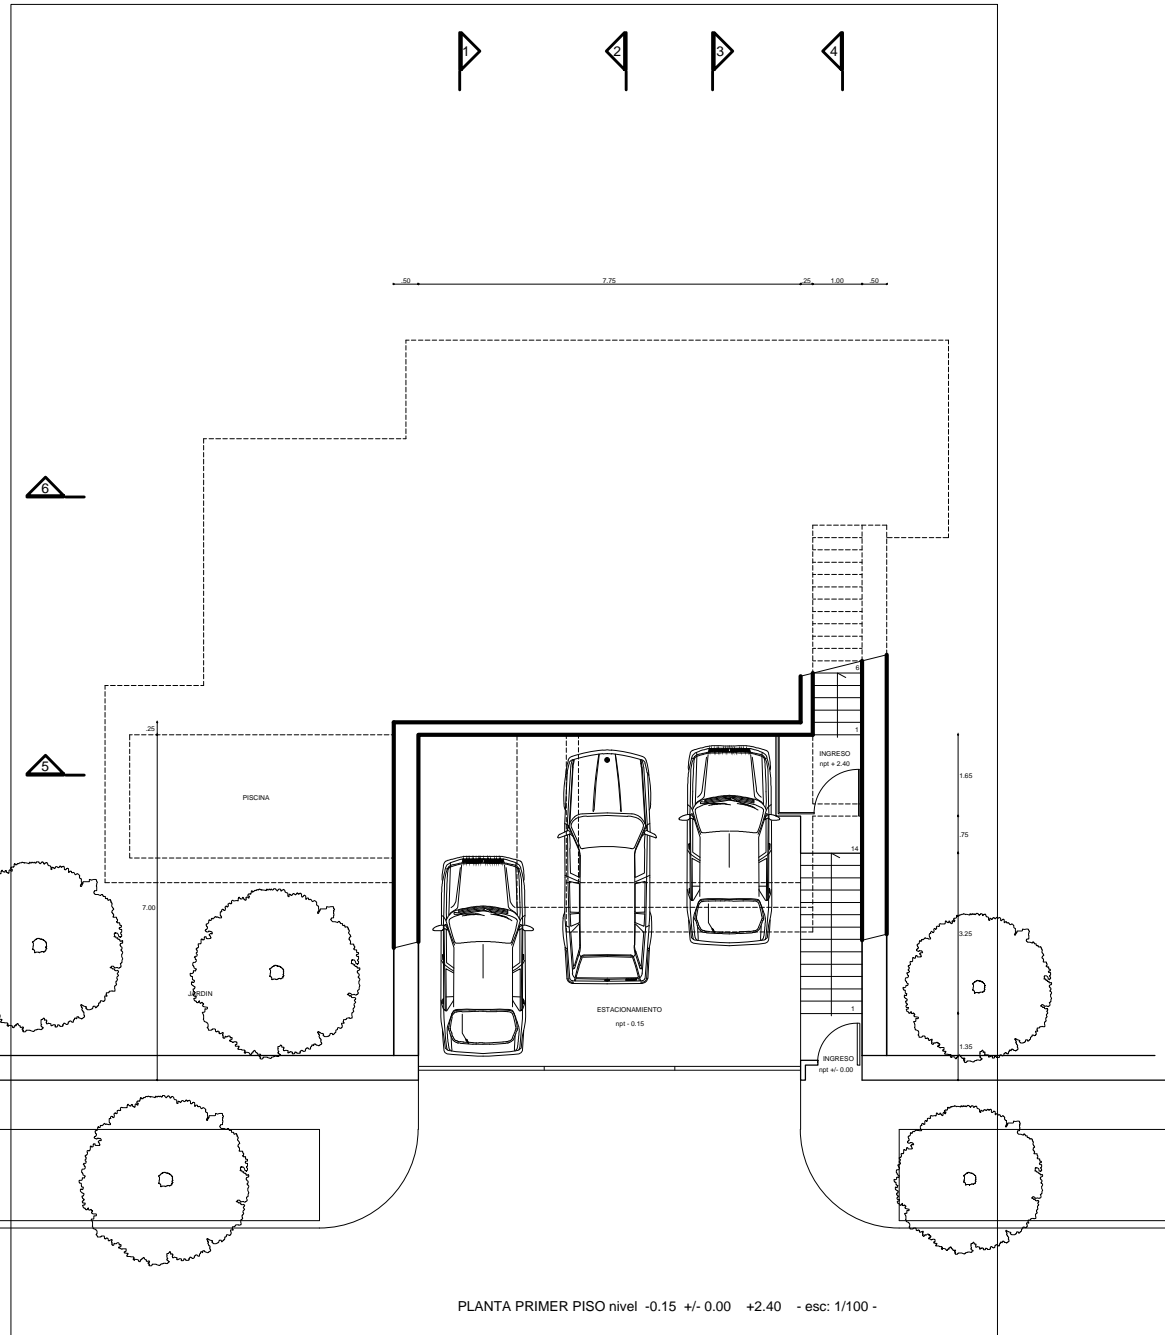 1
2
3
4
.50
7.75
.25
1.00
.50
6
6
1
.25
INGRESO
npt + 2.40
5
1.65
PISCINA
.75
14
7.00
3.25
JARDIN
ESTACIONAMIENTO
npt - 0.15
1
1.35
INGRESO
npt +/- 0.00
PLANTA PRIMER PISO nivel -0.15 +/- 0.00 +2.40 - esc: 1/100 -